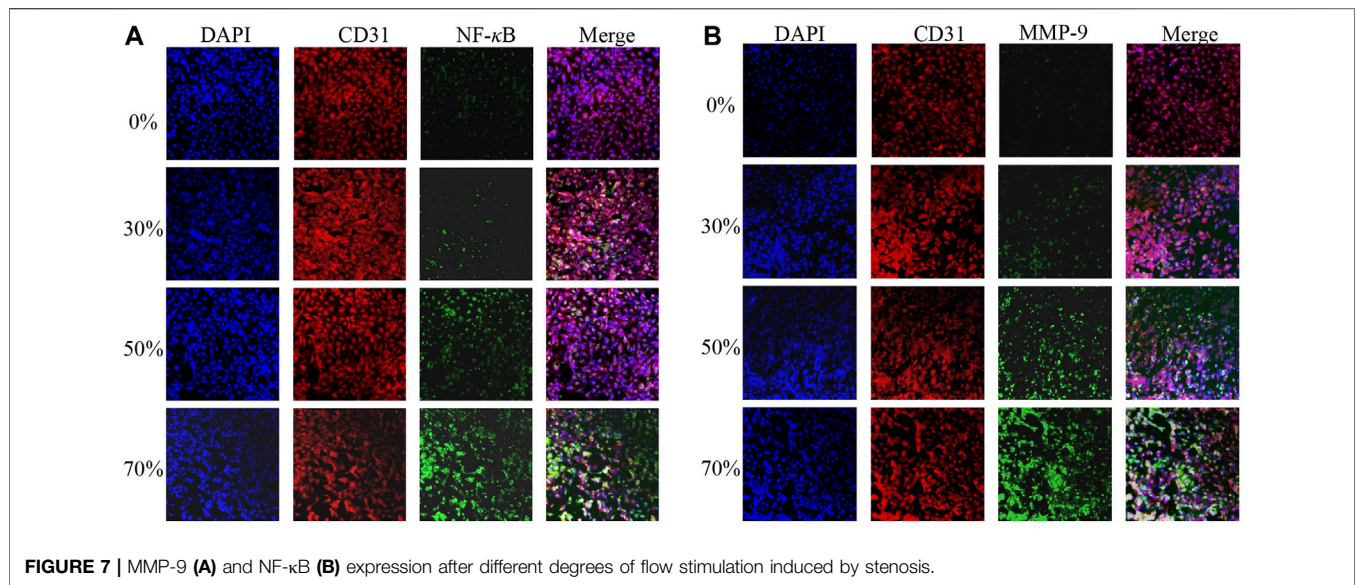 A
DAPI CD31 NF-κB Merge
0%
30%
50%
70%
B
DAPI CD31 MMP-9 Merge
0%
30%
50%
70%
FIGURE 7 | MMP-9 (A) and NF-κB (B) expression after different degrees of flow stimulation induced by stenosis.